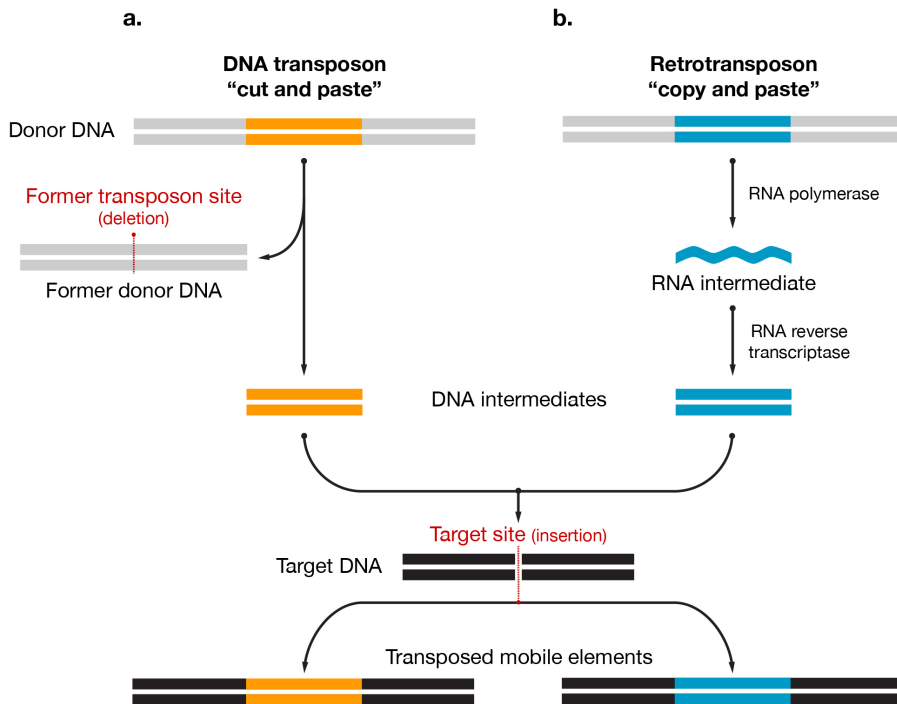 a.
DNA transposon
“cut and paste”
b.
Retrotransposon
“copy and paste”
Donor DNA
Former transposon site
(deletion)
Former donor DNA
RNA polymerase
RNA intermediate
RNA reverse
transcriptase
DNA intermediates
Target site (insertion)
Target DNA
Transposed mobile elements